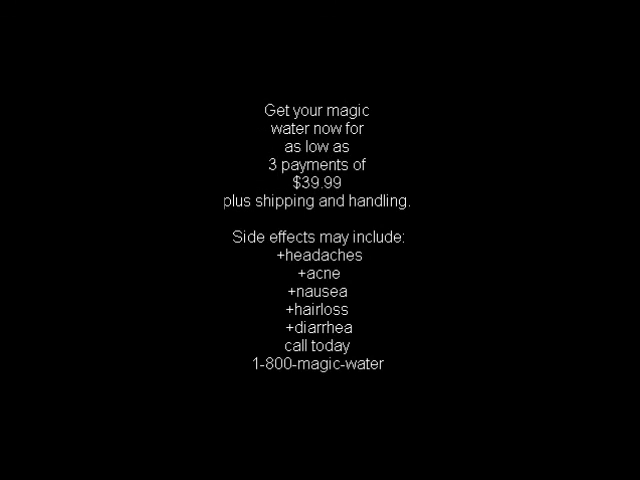 Get your magic
water now for
as low as
3 payments of
$39.99
plus shipping and handling.
Side effects may include:
+headaches
+acne
+nausea
+hairloss
+diarrhea
call today
1-800-magic-water